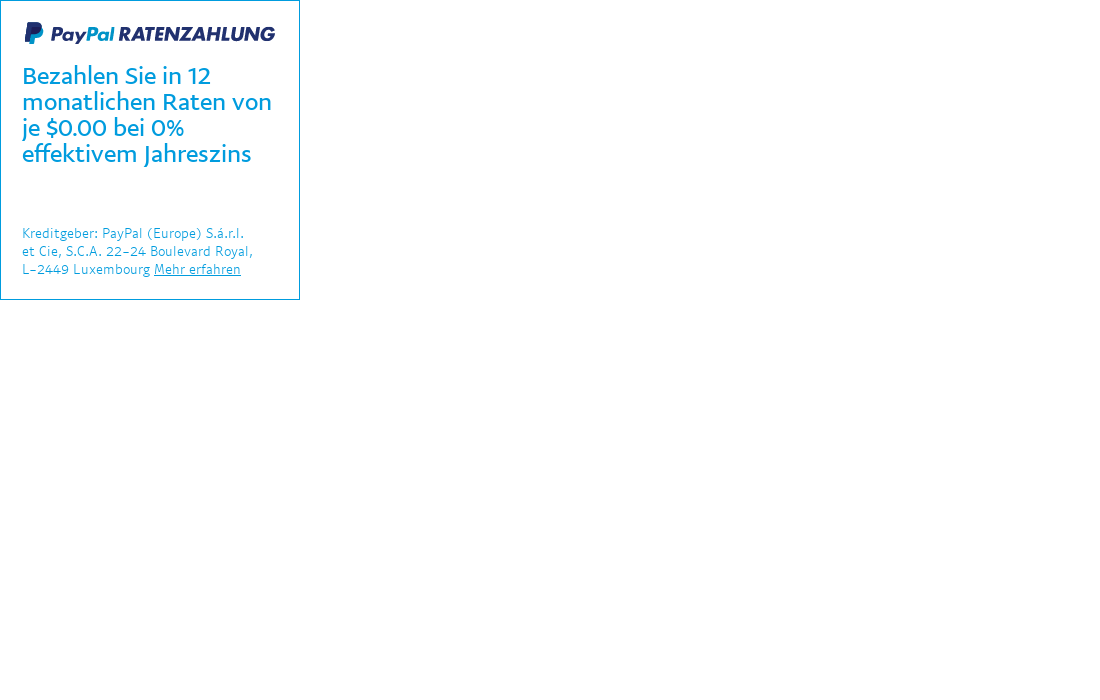 PayPal RATENZAHLUNG
Bezahlen Sie in 12
monatlichen Raten von
je $0.00 bei 0%
effektivem Jahreszins
Kreditgeber: PayPal (Europe) S.á.r.l.
et Cie, S.C.A. 22–24 Boulevard Royal,
L–2449 Luxembourg Mehr erfahren